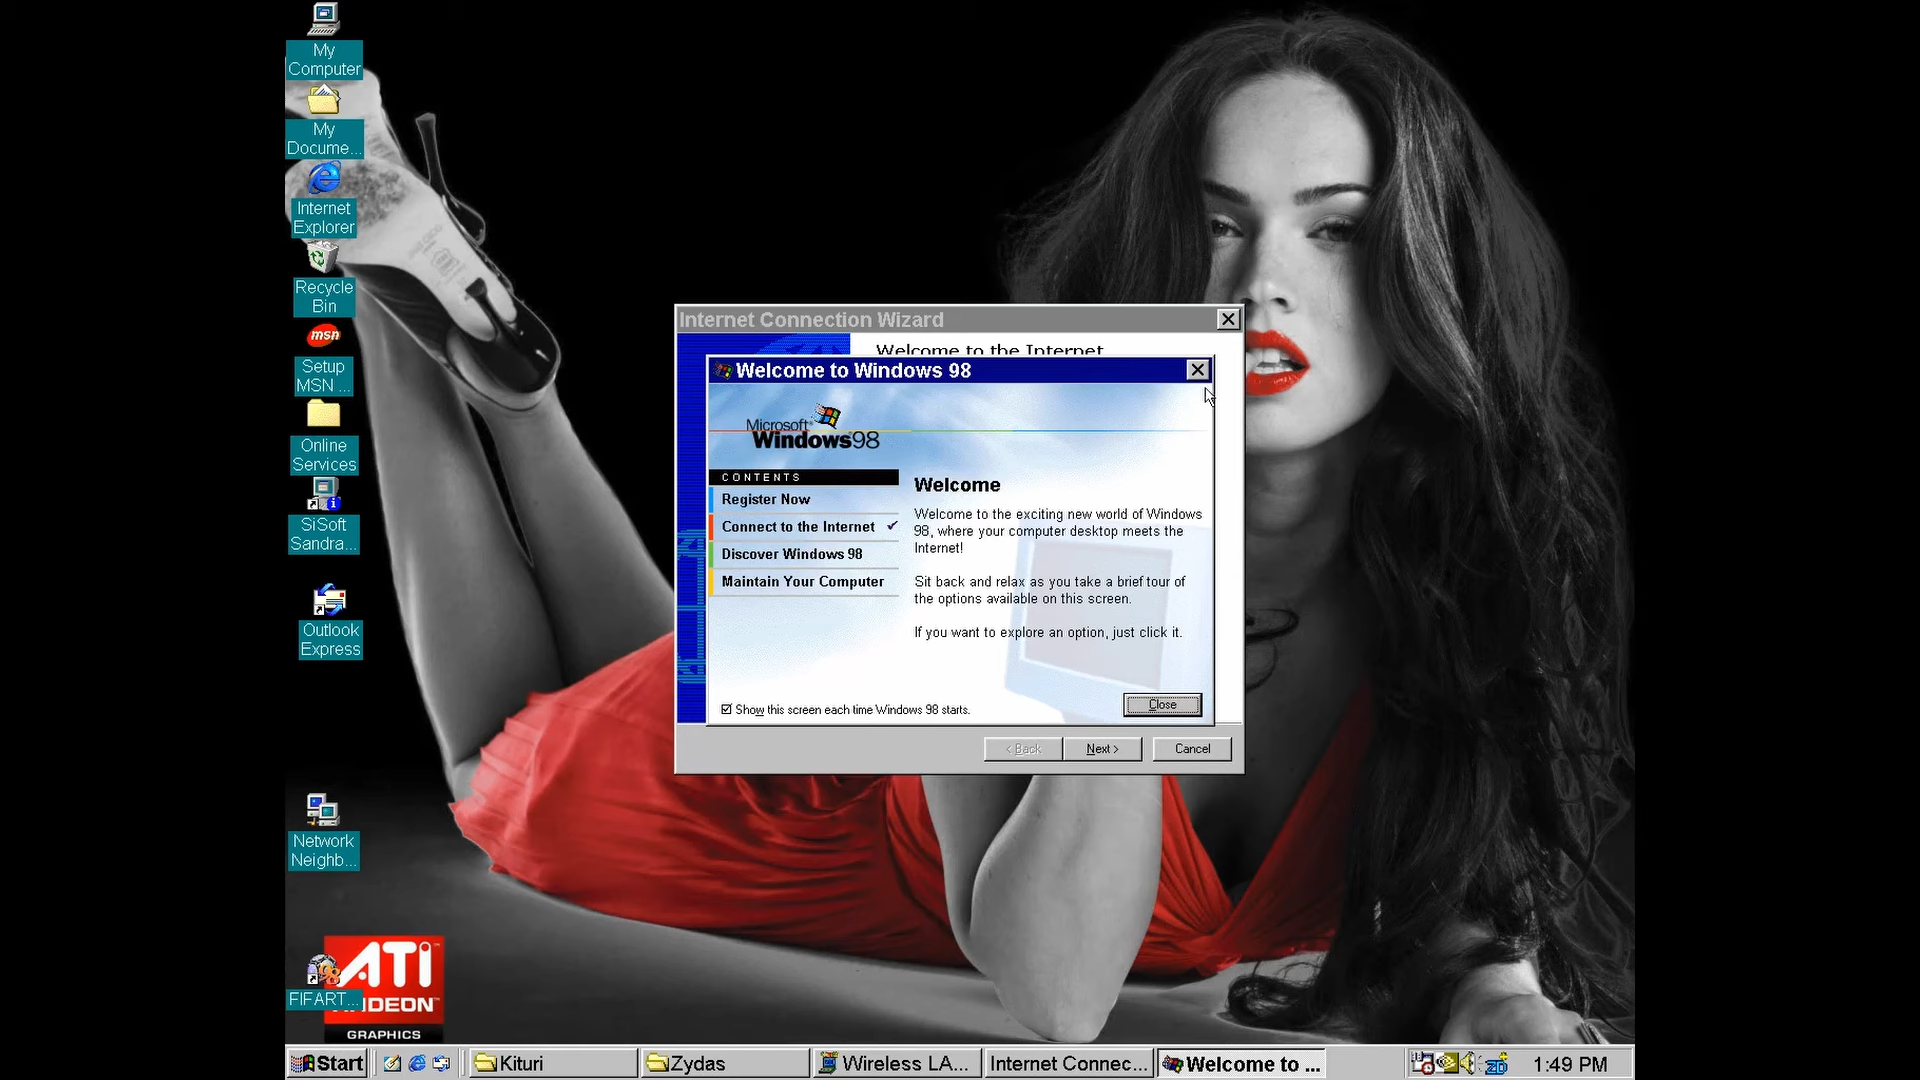 My
Computer
My
Docume...
Internet
Explorer
Recycle
Bin
msn
Setup
MSN ...
Online
Services
SiSoft
Sandra...
Outlook
Express
Network
Neighb...
FIFART...
ATI
RADEON
GRAPHICS
Internet Connection Wizard
Welcome to the Internet
Welcome to Windows 98
Microsoft
Windows 98
CONTENTS
Register Now
Connect to the Internet
Discover Windows 98
Maintain Your Computer
Welcome
Welcome to the exciting new world of Windows
98, where your computer desktop meets the
Internet!
Sit back and relax as you take a brief tour of
the options available on this screen.
If you want to explore an option, just click it.
Show this screen each time Windows 98 starts.
Close
< Back
Next >
Cancel
Start
Kituri
Zydas
Wireless LA...
Internet Connec...
Welcome to ...
1:49 PM